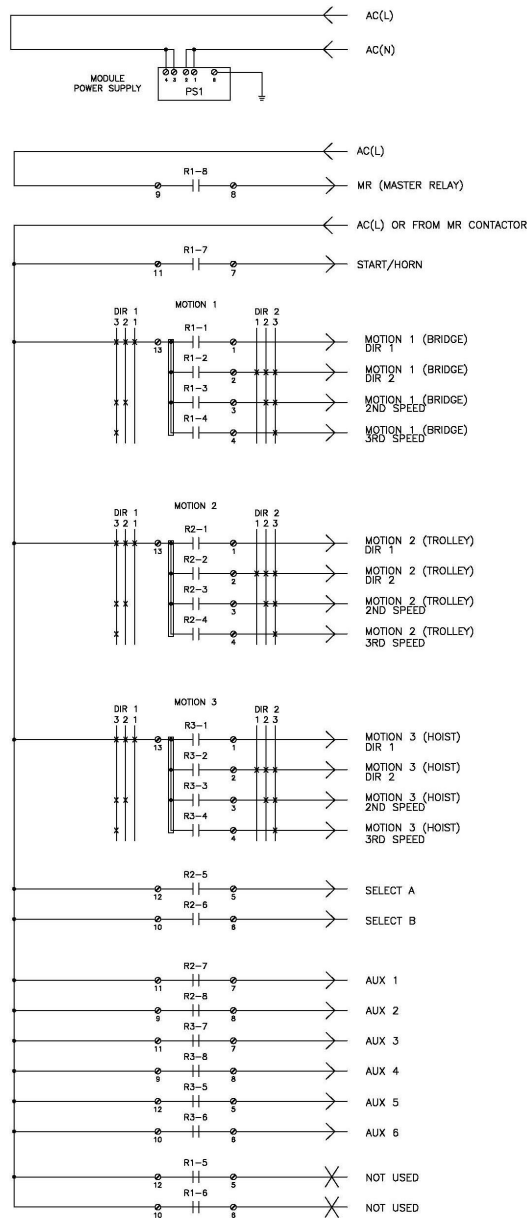 AC(L)
AC(N)
MODULE
POWER SUPPLY
4 3 2 1 6
PS1
AC(L)
R1-8
9 8
MR (MASTER RELAY)
AC(L) OR FROM MR CONTACTOR
R1-7
11 7
START/HORN
MOTION 1
DIR 1
3 2 1
DIR 2
1 2 3
R1-1
13 1
MOTION 1 (BRIDGE)
DIR 1
R1-2
2
MOTION 1 (BRIDGE)
DIR 2
R1-3
3
MOTION 1 (BRIDGE)
2ND SPEED
R1-4
4
MOTION 1 (BRIDGE)
3RD SPEED
MOTION 2
DIR 1
3 2 1
DIR 2
1 2 3
R2-1
13 1
MOTION 2 (TROLLEY)
DIR 1
R2-2
2
MOTION 2 (TROLLEY)
DIR 2
R2-3
3
MOTION 2 (TROLLEY)
2ND SPEED
R2-4
4
MOTION 2 (TROLLEY)
3RD SPEED
MOTION 3
DIR 1
3 2 1
DIR 2
1 2 3
R3-1
13 1
MOTION 3 (HOIST)
DIR 1
R3-2
2
MOTION 3 (HOIST)
DIR 2
R3-3
3
MOTION 3 (HOIST)
2ND SPEED
R3-4
4
MOTION 3 (HOIST)
3RD SPEED
R2-5
12 5
SELECT A
R2-6
10 6
SELECT B
R2-7
11 7
AUX 1
R2-8
9 8
AUX 2
R3-7
11 7
AUX 3
R3-8
9 8
AUX 4
R3-5
12 5
AUX 5
R3-6
10 6
AUX 6
R1-5
12 5
NOT USED
R1-6
10 6
NOT USED